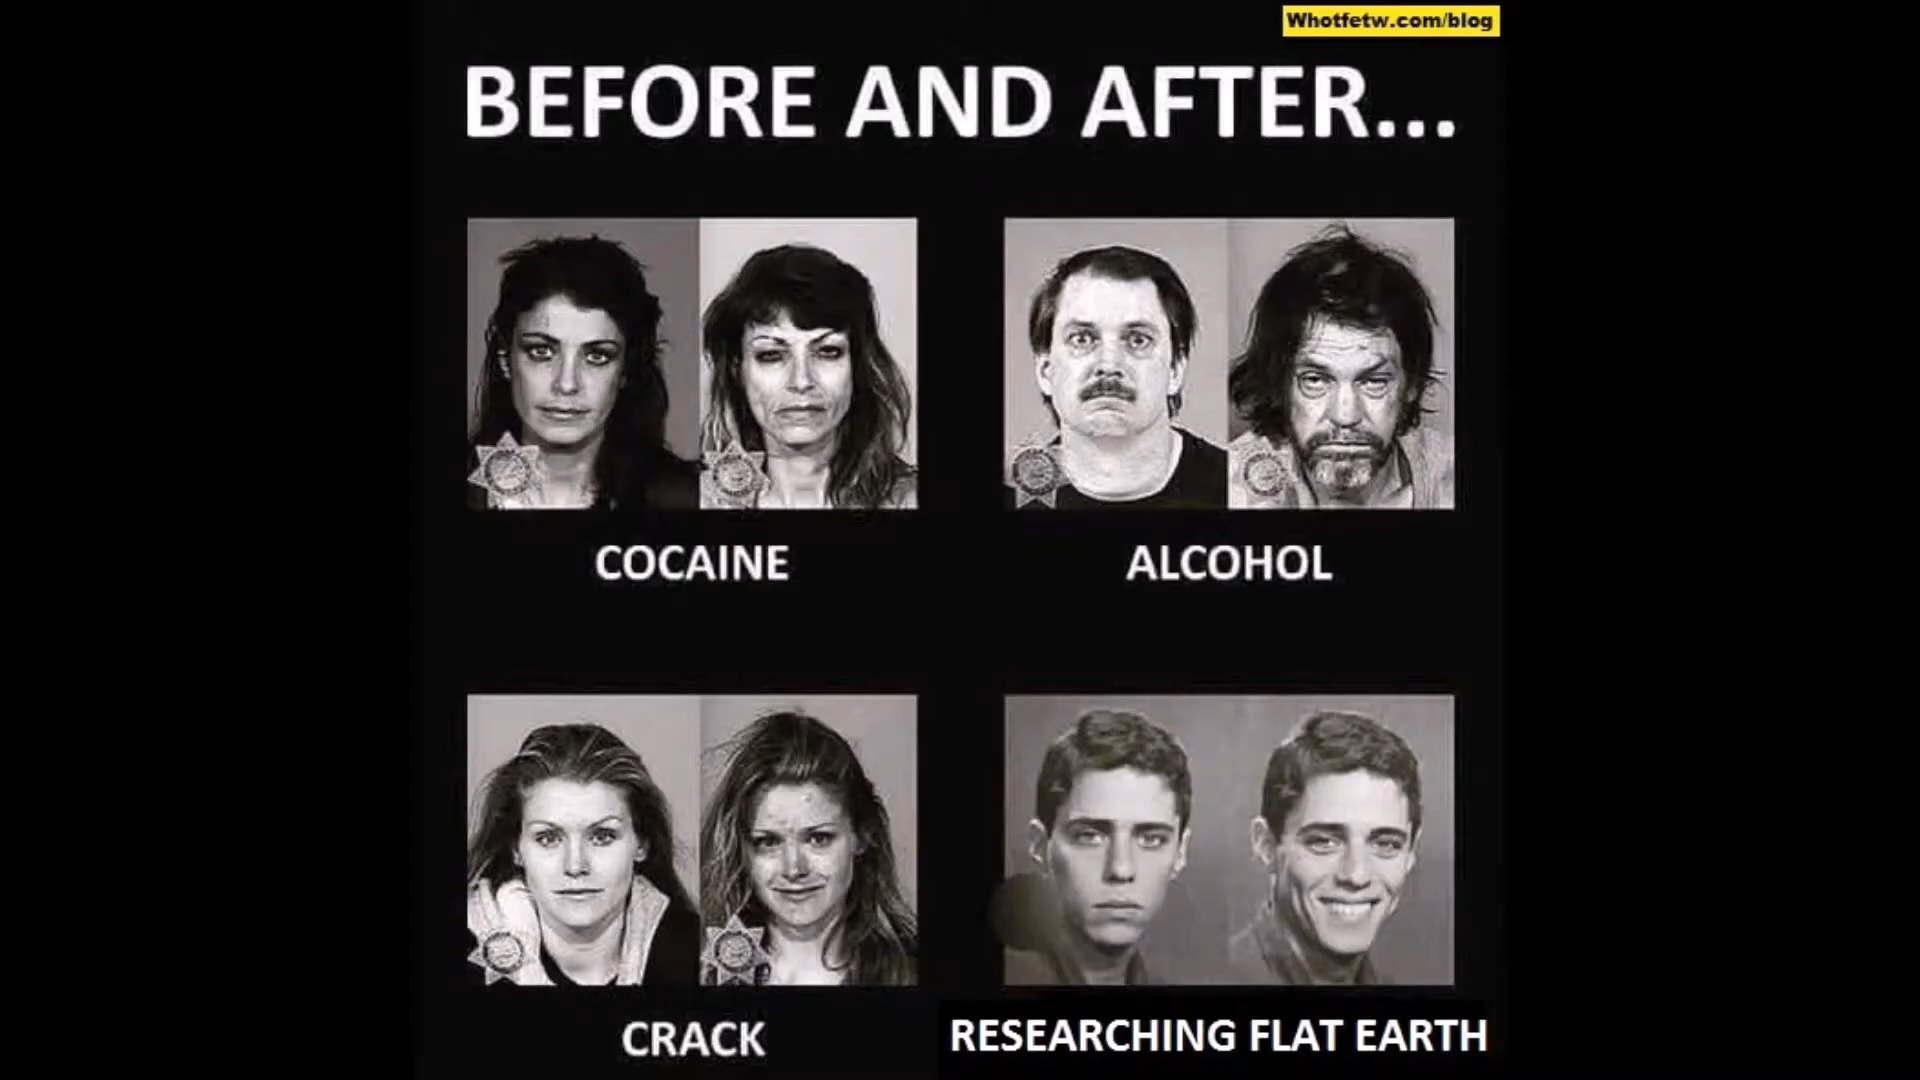 Whotfetw.com/blog
BEFORE AND AFTER...
COCAINE
ALCOHOL
CRACK
RESEARCHING FLAT EARTH